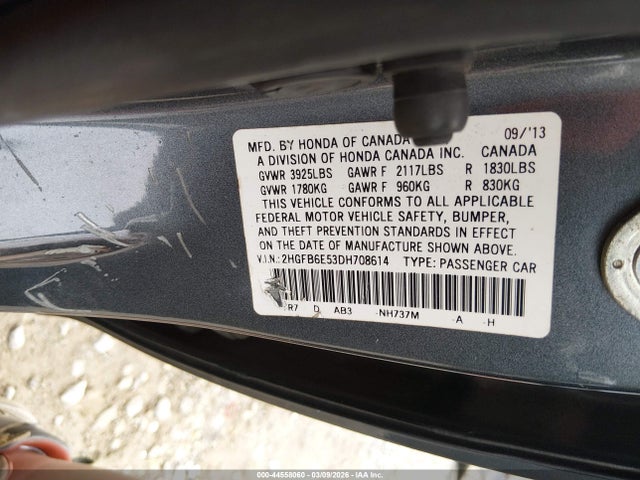 MFD. BY HONDA OF CANADA 09/'13
A DIVISION OF HONDA CANADA INC. CANADA
GVWR 3925LBS GAWR F 2117LBS R 1830LBS
GVWR 1780KG GAWR F 960KG R 830KG
THIS VEHICLE CONFORMS TO ALL APPLICABLE
FEDERAL MOTOR VEHICLE SAFETY, BUMPER,
AND THEFT PREVENTION STANDARDS IN EFFECT
ON THE DATE OF MANUFACTURE SHOWN ABOVE.
V.I.N.: 2HGFB6E53DH708614 TYPE: PASSENGER CAR
R7 D AB3 -NH737M -A -H
000-44558060 - 03/09/2026 - IAA Inc.